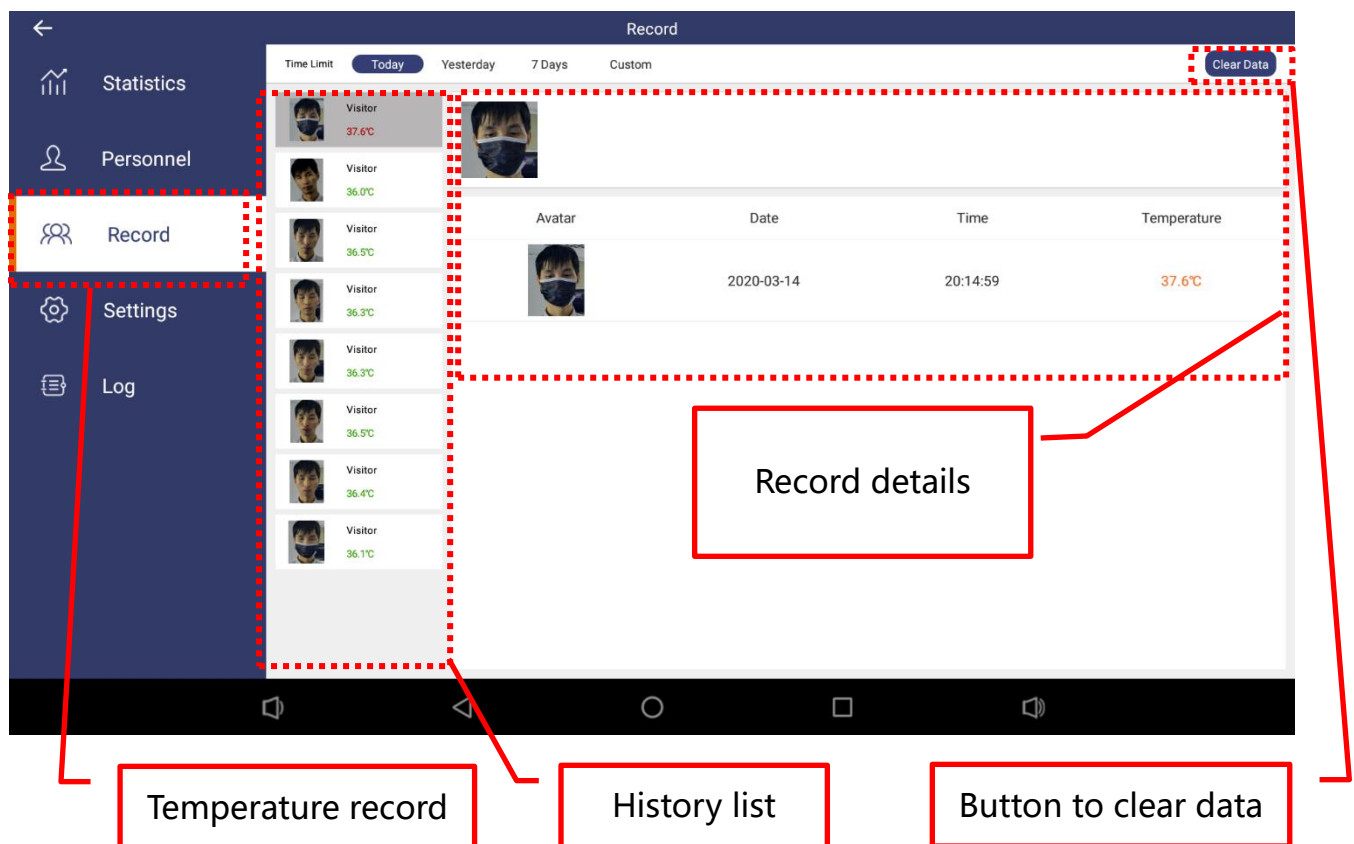 Record
Statistics
Personnel
Record
Settings
Log
Time Limit Today Yesterday 7 Days Custom Clear Data
Visitor
37.6℃
Visitor
36.0℃
Visitor
36.5℃
Visitor
36.3℃
Visitor
36.3℃
Visitor
36.5℃
Visitor
36.4℃
Visitor
36.1℃
Avatar Date Time Temperature
2020-03-14 20:14:59 37.6℃
Record details
Temperature record
History list
Button to clear data